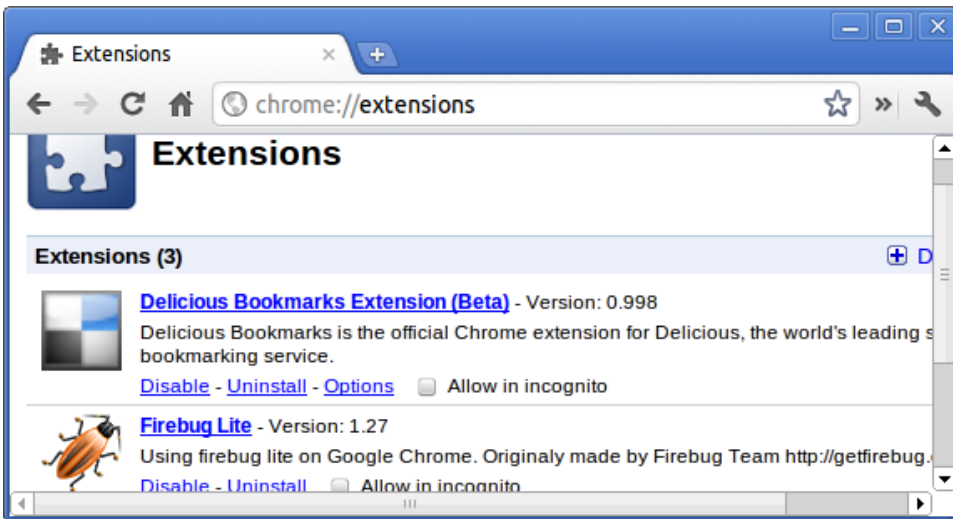 Extensions
chrome://extensions
Extensions
Extensions (3)
D
Delicious Bookmarks Extension (Beta) - Version: 0.998
Delicious Bookmarks is the official Chrome extension for Delicious, the world's leading s
bookmarking service.
Disable - Uninstall - Options Allow in incognito
Firebug Lite - Version: 1.27
Using firebug lite on Google Chrome. Originaly made by Firebug Team http://getfirebug.
Disable - Uninstall Allow in incognito